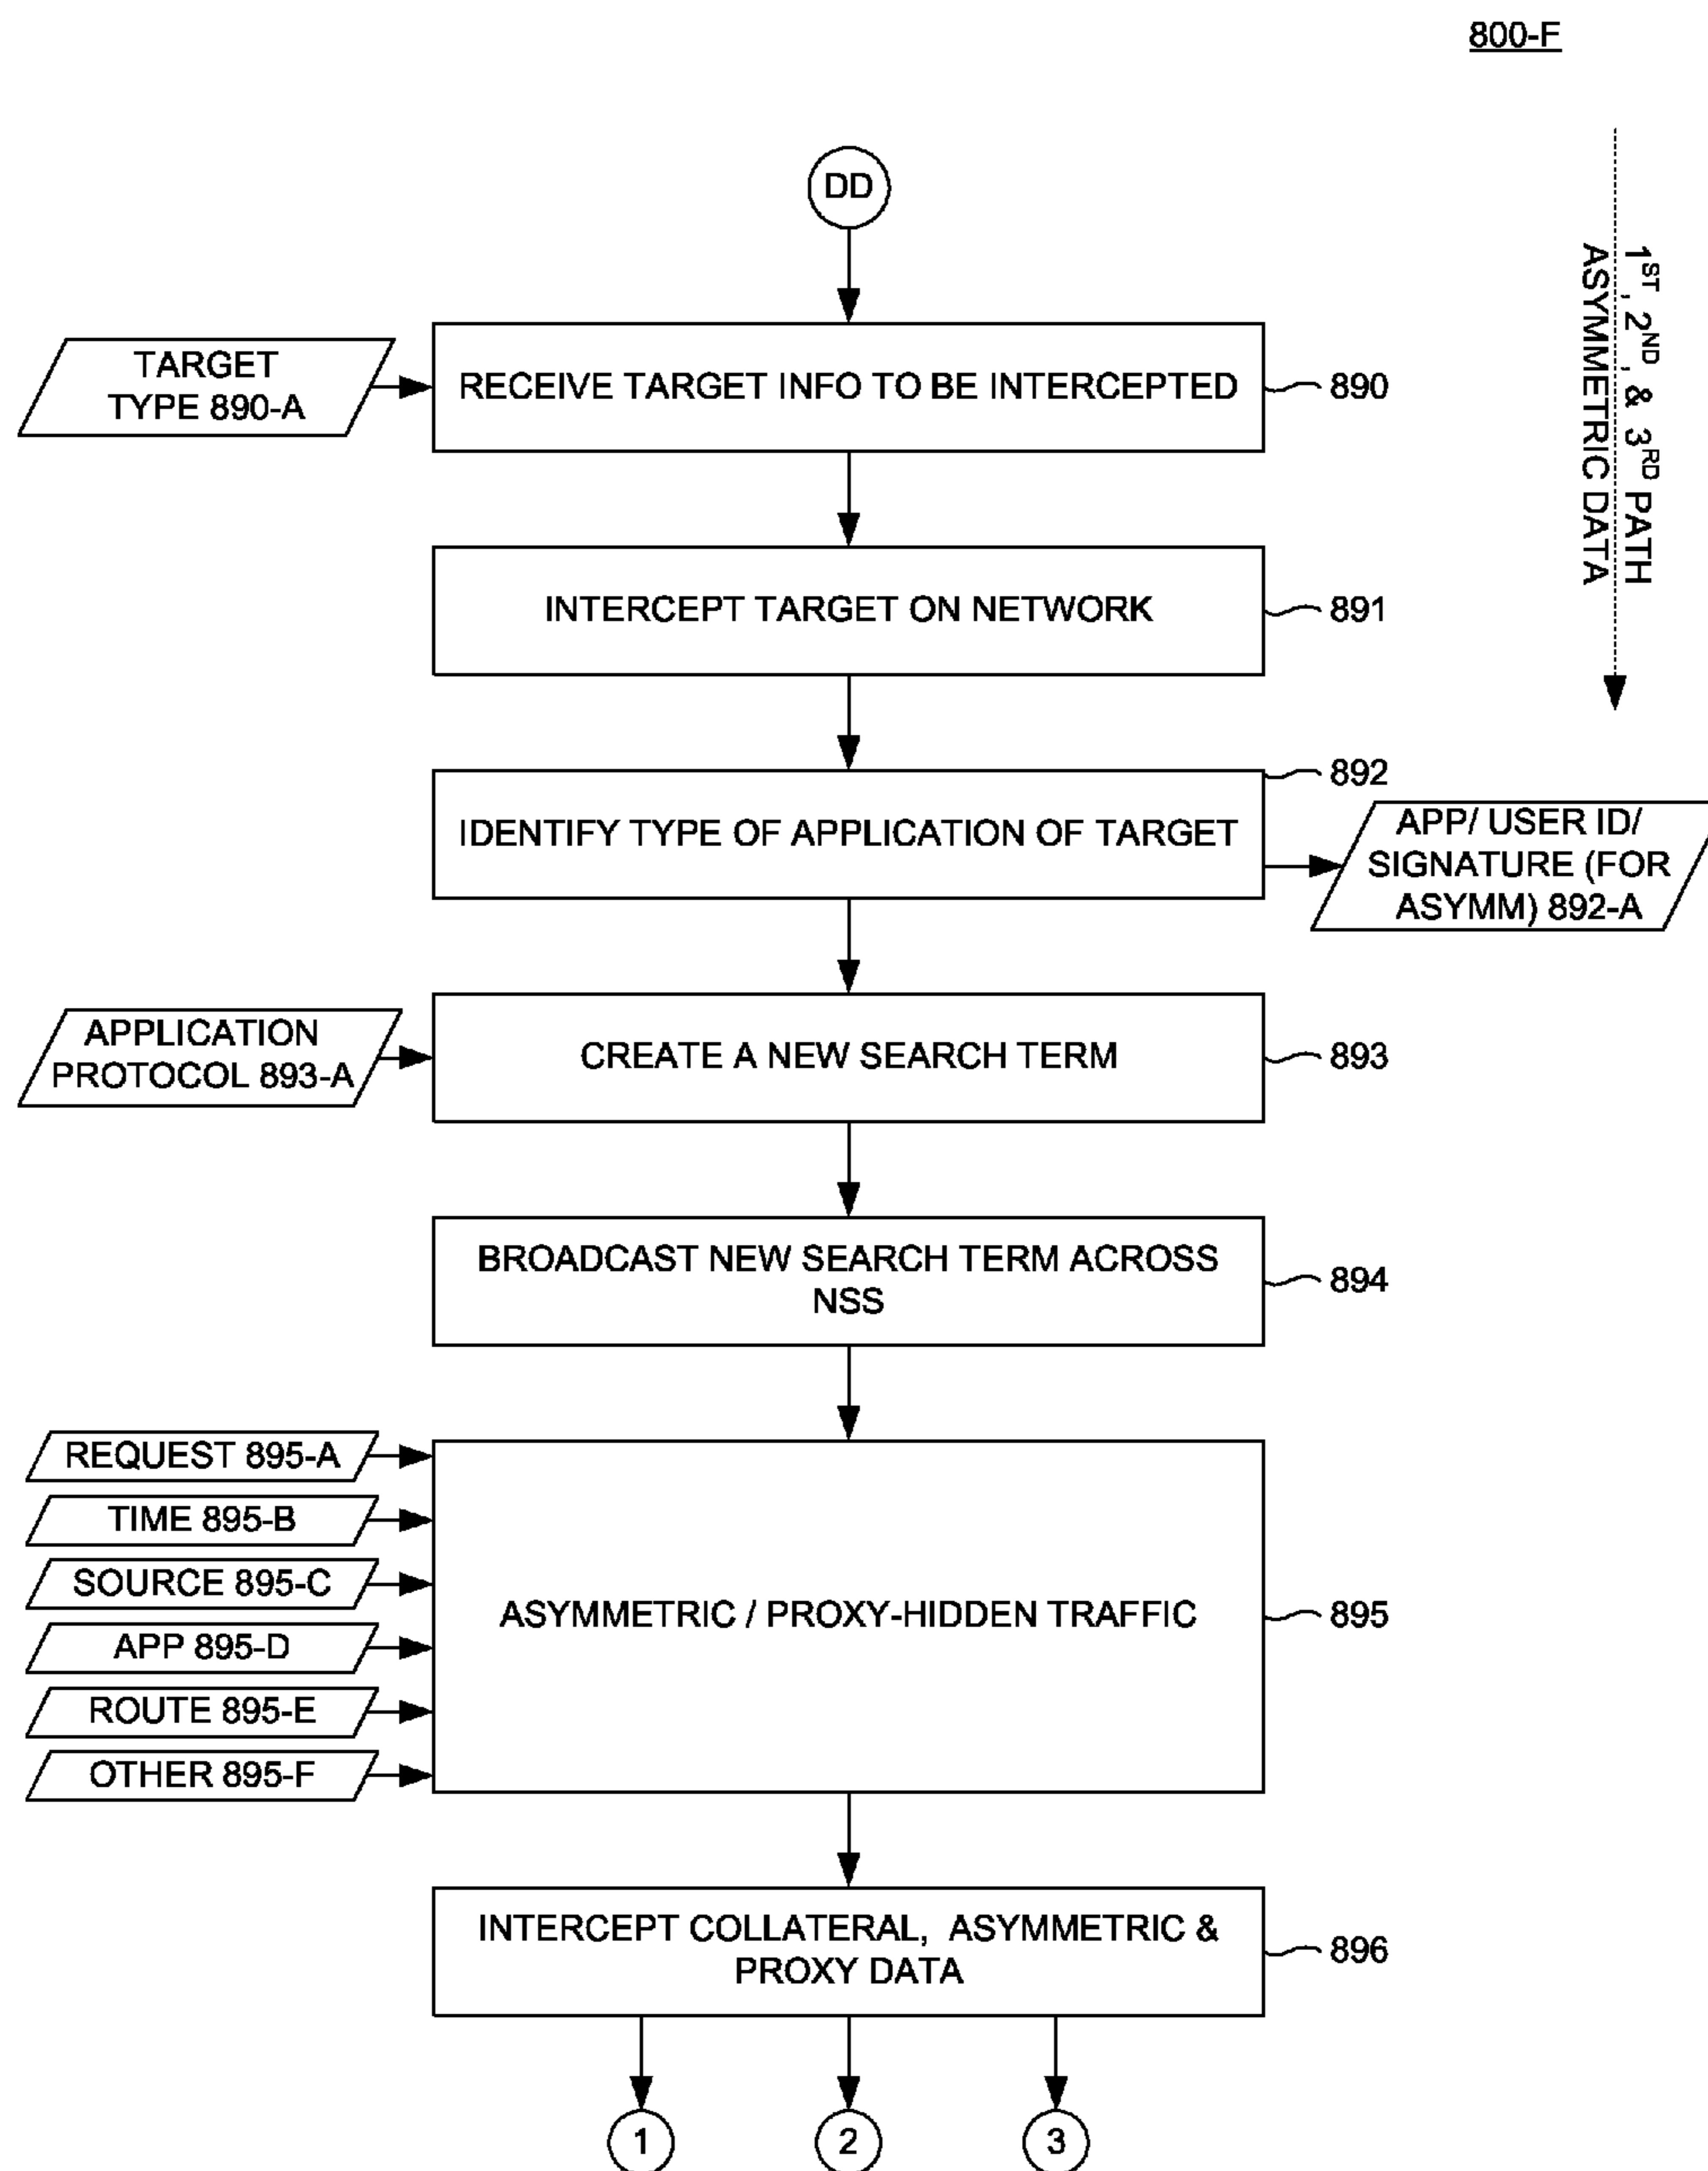 800-F
DD
1ST, 2ND, & 3RD PATH
ASYMMETRIC DATA
TARGET
TYPE 890-A
RECEIVE TARGET INFO TO BE INTERCEPTED
890
INTERCEPT TARGET ON NETWORK
891
IDENTIFY TYPE OF APPLICATION OF TARGET
892
APP/ USER ID/
SIGNATURE (FOR
ASYMM) 892-A
APPLICATION
PROTOCOL 893-A
CREATE A NEW SEARCH TERM
893
BROADCAST NEW SEARCH TERM ACROSS
NSS
894
REQUEST 895-A
TIME 895-B
SOURCE 895-C
APP 895-D
ROUTE 895-E
OTHER 895-F
ASYMMETRIC / PROXY-HIDDEN TRAFFIC
895
INTERCEPT COLLATERAL, ASYMMETRIC &
PROXY DATA
896
1
2
3